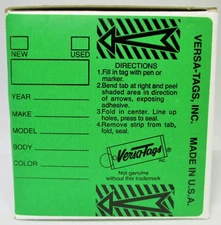 NEW
USED
YEAR
MAKE
MODEL
BODY
COLOR
DIRECTIONS
1. Fill in tag with pen or
marker.
2. Bend tab at right and peel
shaded area in direction
of arrows, exposing
adhesive.
3. Fold in center. Line up
holes, press to seal.
4. Remove strip from tab,
fold, seal.
Versa-Tags
INC.
Not genuine
without this trademark
VERSA-TAGS, INC. MADE IN U.S.A.